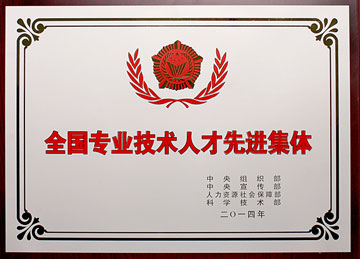 全国专业技术人才先进集体
中央组织部
中央宣传部
人力资源社会保障部
科学技术部
二〇一四年